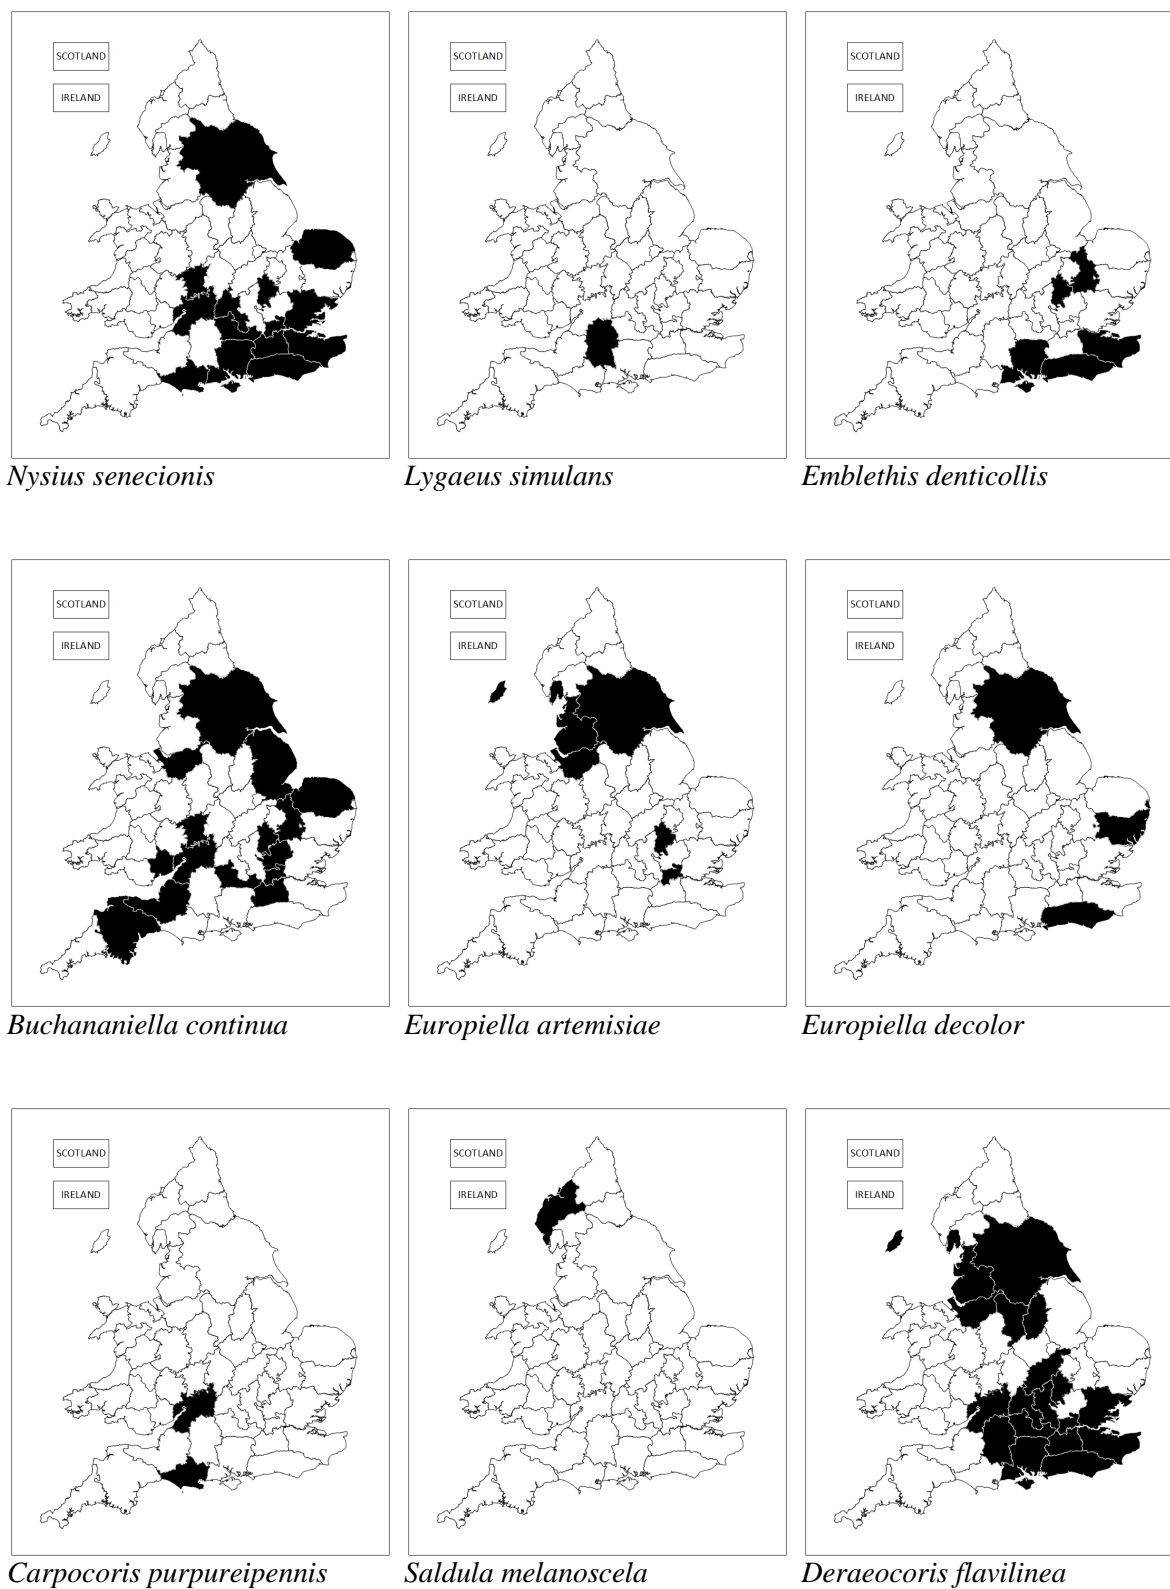 SCOTLAND
IRELAND
SCOTLAND
IRELAND
SCOTLAND
IRELAND
Nysius senecionis
Lygaeus simulans
Emblethis denticollis
SCOTLAND
IRELAND
SCOTLAND
IRELAND
SCOTLAND
IRELAND
Buchananiella continua
Europiella artemisiae
Europiella decolor
SCOTLAND
IRELAND
SCOTLAND
IRELAND
SCOTLAND
IRELAND
Carpocoris purpureipennis
Saldula melanoscela
Deraeocoris flavilinea